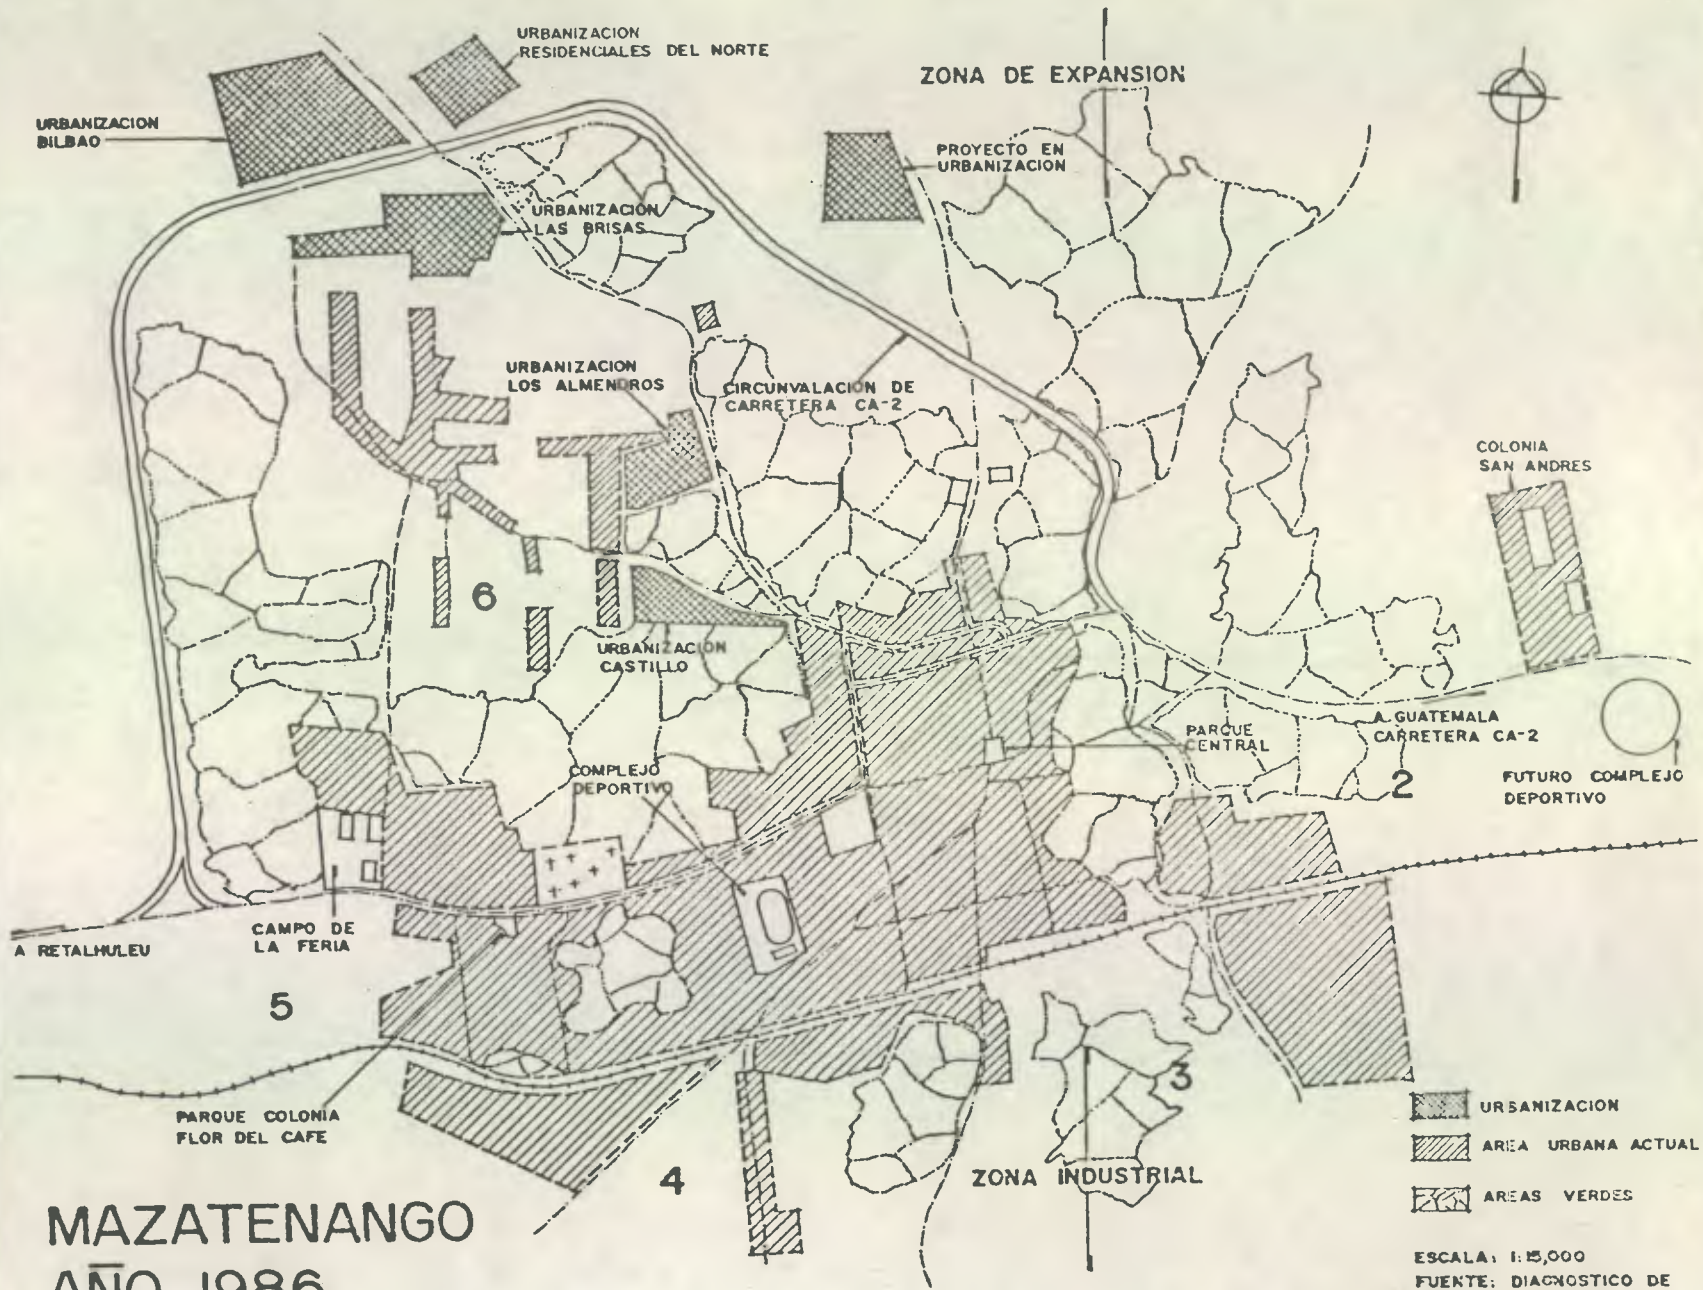 URBANIZACION
RESIDENCIALES DEL NORTE
ZONA DE EXPANSION
URBANIZACION
BILBAO
PROYECTO EN
URBANIZACION
URBANIZACION
LAS BRISAS
URBANIZACION
LOS ALMENDROS
CIRCUNVALACION DE
CARRETERA CA-2
COLONIA
SAN ANDRES
6
URBANIZACION
CASTILLO
A GUATEMALA
CARRETERA CA-2
PARQUE
CENTRAL
2
FUTURO COMPLEJO
DEPORTIVO
COMPLEJO
DEPORTIVO
CAMPO DE
LA FERIA
A RETALHULEU
5
3
PARQUE COLONIA
FLOR DEL CAFE
4
ZONA INDUSTRIAL
URBANIZACION
AREA URBANA ACTUAL
AREAS VERDES
MAZATENANGO
AÑO 1986
ESCALA: 1:15,000
FUENTE: DIAGNOSTICO DE